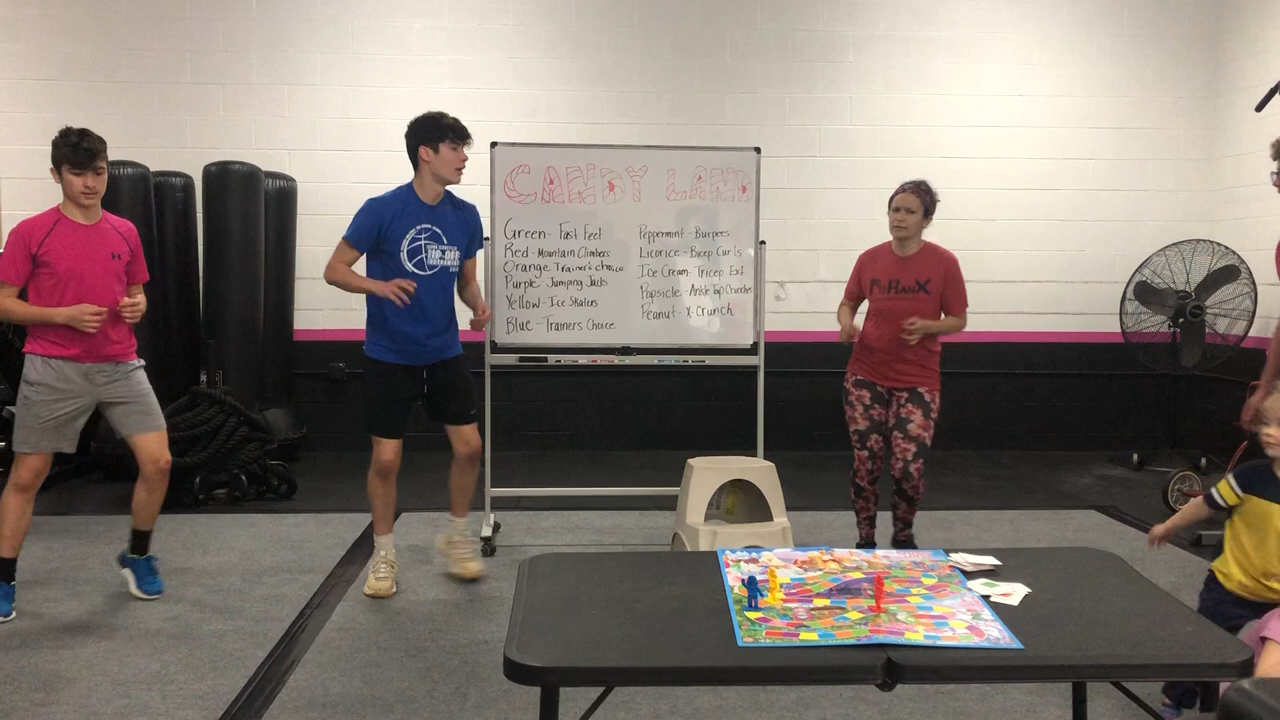 CANDY LAND
Green - Fast Feet
Red - Mountain Climbers
Orange Trainer's choice
Purple: Jumping Jacks
Yellow - Ice Skaters
Blue - Trainers Choice
Peppermint - Burpees
Licorice - Bicep Curls
Ice Cream - Tricep Ext
Popsicle - Ankle Tap Crunches
Peanut - X-Crunch
TIP-OFF
TOURNAMENT